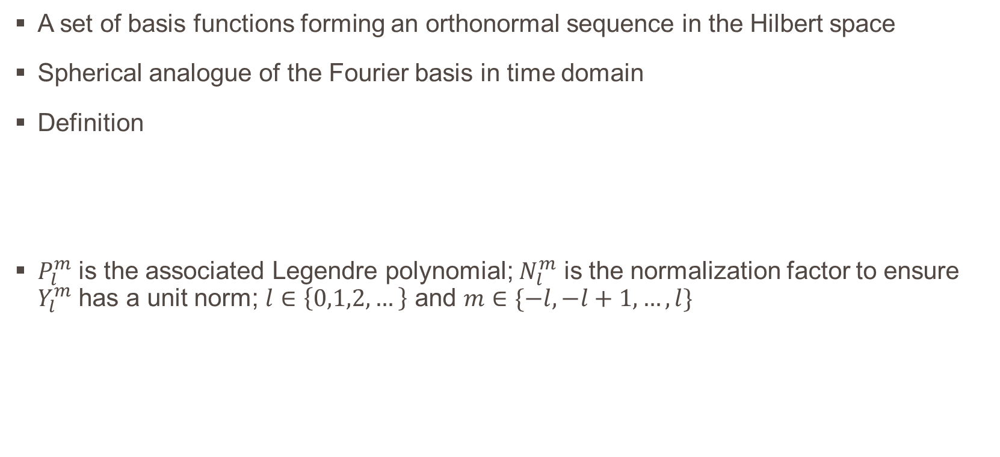 ▪ A set of basis functions forming an orthonormal sequence in the Hilbert space
▪ Spherical analogue of the Fourier basis in time domain
▪ Definition
▪ $P_l^m$ is the associated Legendre polynomial; $N_l^m$ is the normalization factor to ensure
$Y_l^m$ has a unit norm; $l \in \{0,1,2, \ldots\}$ and $m \in \{-l, -l + 1, \ldots, l\}$